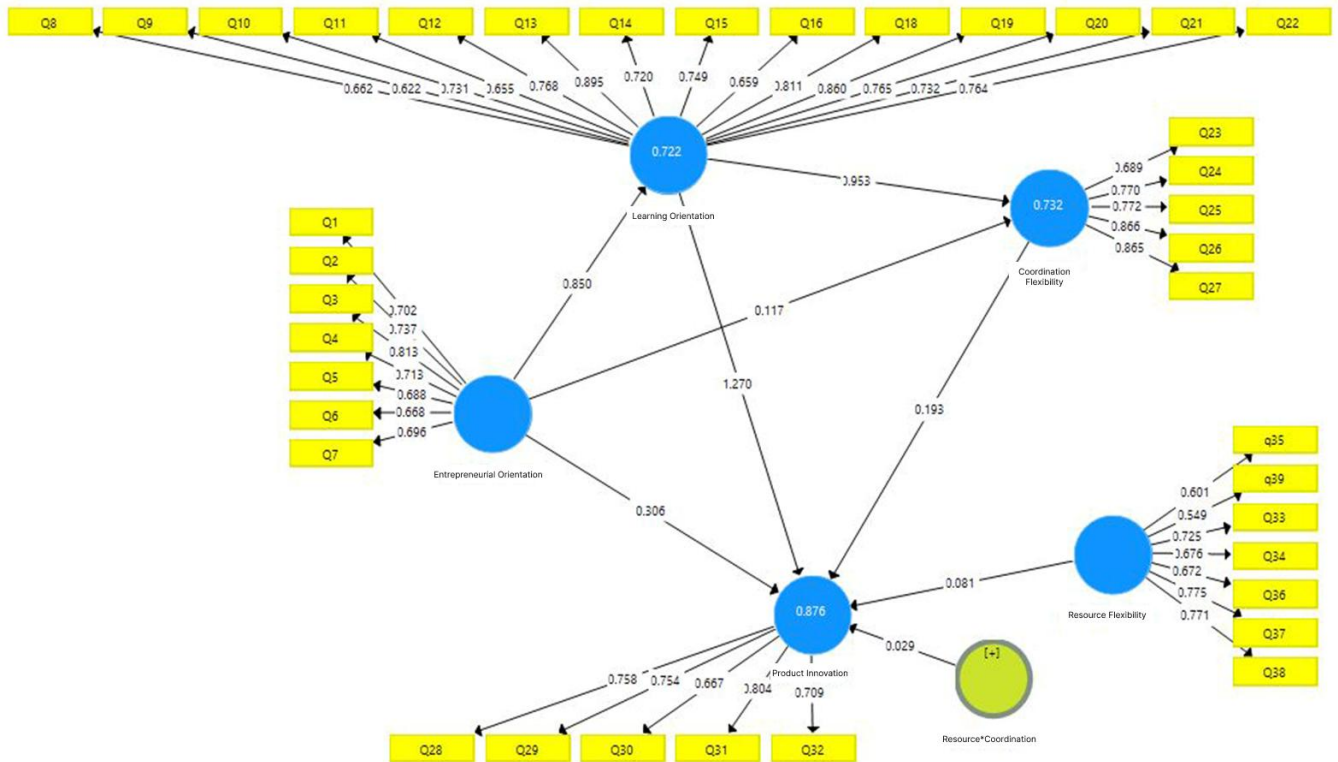 Q8 Q9 Q10 Q11 Q12 Q13 Q14 Q15 Q16 Q18 Q19 Q20 Q21 Q22
0.662 0.622 0.731 0.655 0.768 0.895 0.720 0.749 0.659 0.811 0.860 0.765 0.732 0.764
0.722
Learning Orientation
0.953
Q23
Q24
Q25
Q26
Q27
0.689
0.770
0.772
0.866
0.865
0.732
Coordination
Flexibility
Q1
Q2
Q3
Q4
Q5
Q6
Q7
0.702
0.737
0.813
0.713
0.688
0.668
0.696
Entrepreneurial Orientation
0.850
0.117
1.270
0.193
0.306
q35
q39
Q33
Q34
Q36
Q37
Q38
0.601
0.549
0.725
0.676
0.672
0.775
0.771
Resource Flexibility
0.081
0.876
Product Innovation
0.029
[+]
Resource*Coordination
0.758 0.754 0.667 0.804 0.709
Q28 Q29 Q30 Q31 Q32